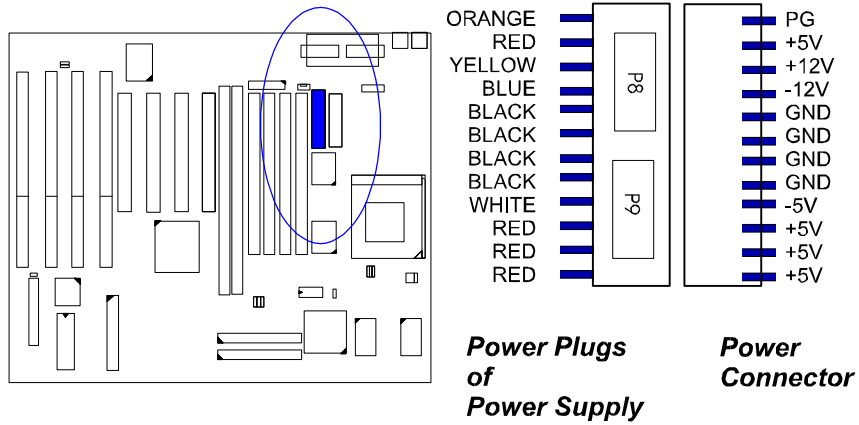 ORANGE PG
RED +5V
YELLOW +12V
BLUE -12V
BLACK GND
BLACK GND
BLACK GND
BLACK GND
WHITE -5V
RED +5V
RED +5V
RED +5V
P8
P9
Power Plugs
of
Power Supply
Power
Connector